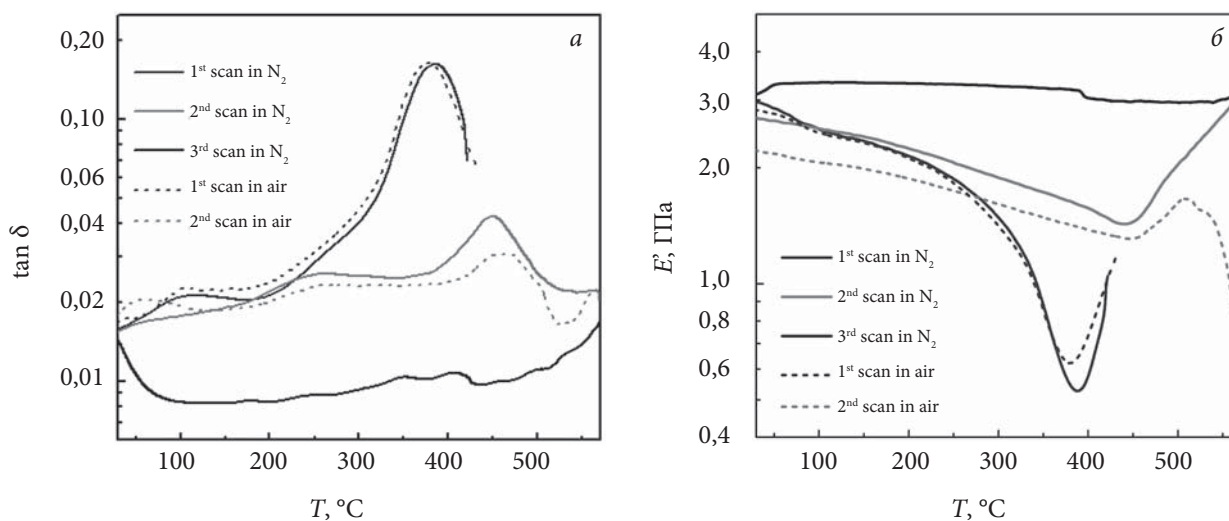 а
0,20
0,10
0,06
0,04
0,02
0,01
tan δ
1st scan in N2
2nd scan in N2
3rd scan in N2
1st scan in air
2nd scan in air
100 200 300 400 500
T, °C
б
4,0
3,0
2,0
1,0
0,8
0,6
0,4
E', ГПа
1st scan in N2
2nd scan in N2
3rd scan in N2
1st scan in air
2nd scan in air
100 200 300 400 500
T, °C